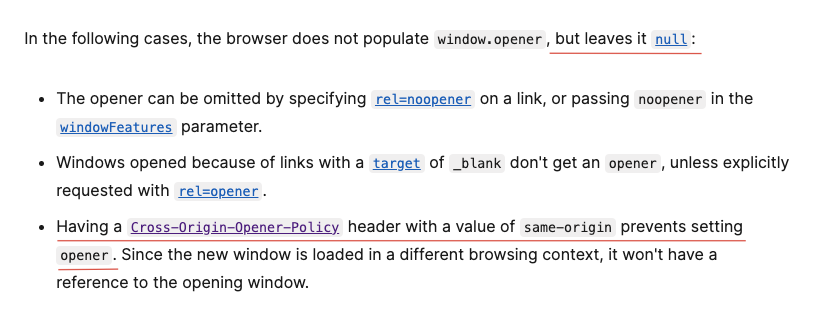 In the following cases, the browser does not populate window.opener, but leaves it null:
• The opener can be omitted by specifying rel=noopener on a link, or passing noopener in the
windowFeatures parameter.
• Windows opened because of links with a target of _blank don't get an opener, unless explicitly
requested with rel=opener.
• Having a Cross-Origin-Opener-Policy header with a value of same-origin prevents setting
opener. Since the new window is loaded in a different browsing context, it won't have a
reference to the opening window.